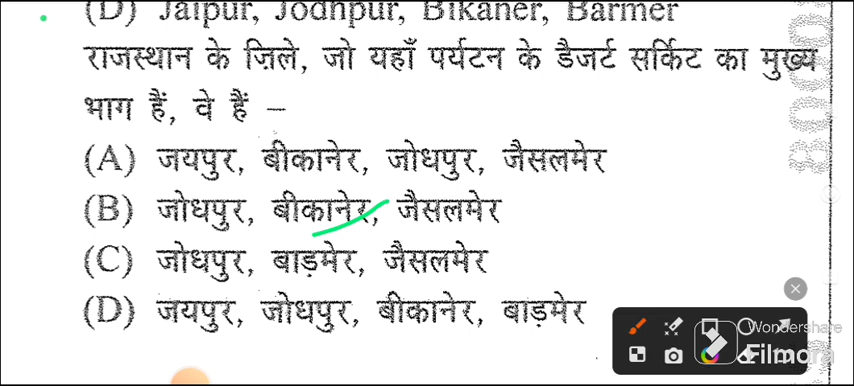 (D) Jaipur, Jodhpur, Bikaner, Barmer
राजस्थान के ज़िले, जो यहाँ पर्यटन के डैजर्ट सर्किट का मुख्य
भाग हैं, वे हैं –
(A) जयपुर, बीकानेर, जोधपुर, जैसलमेर
(B) जोधपुर, बीकानेर, जैसलमेर
(C) जोधपुर, बाड़मेर, जैसलमेर
(D) जयपुर, जोधपुर, बीकानेर, बाड़मेर
Wondershare
Filmora